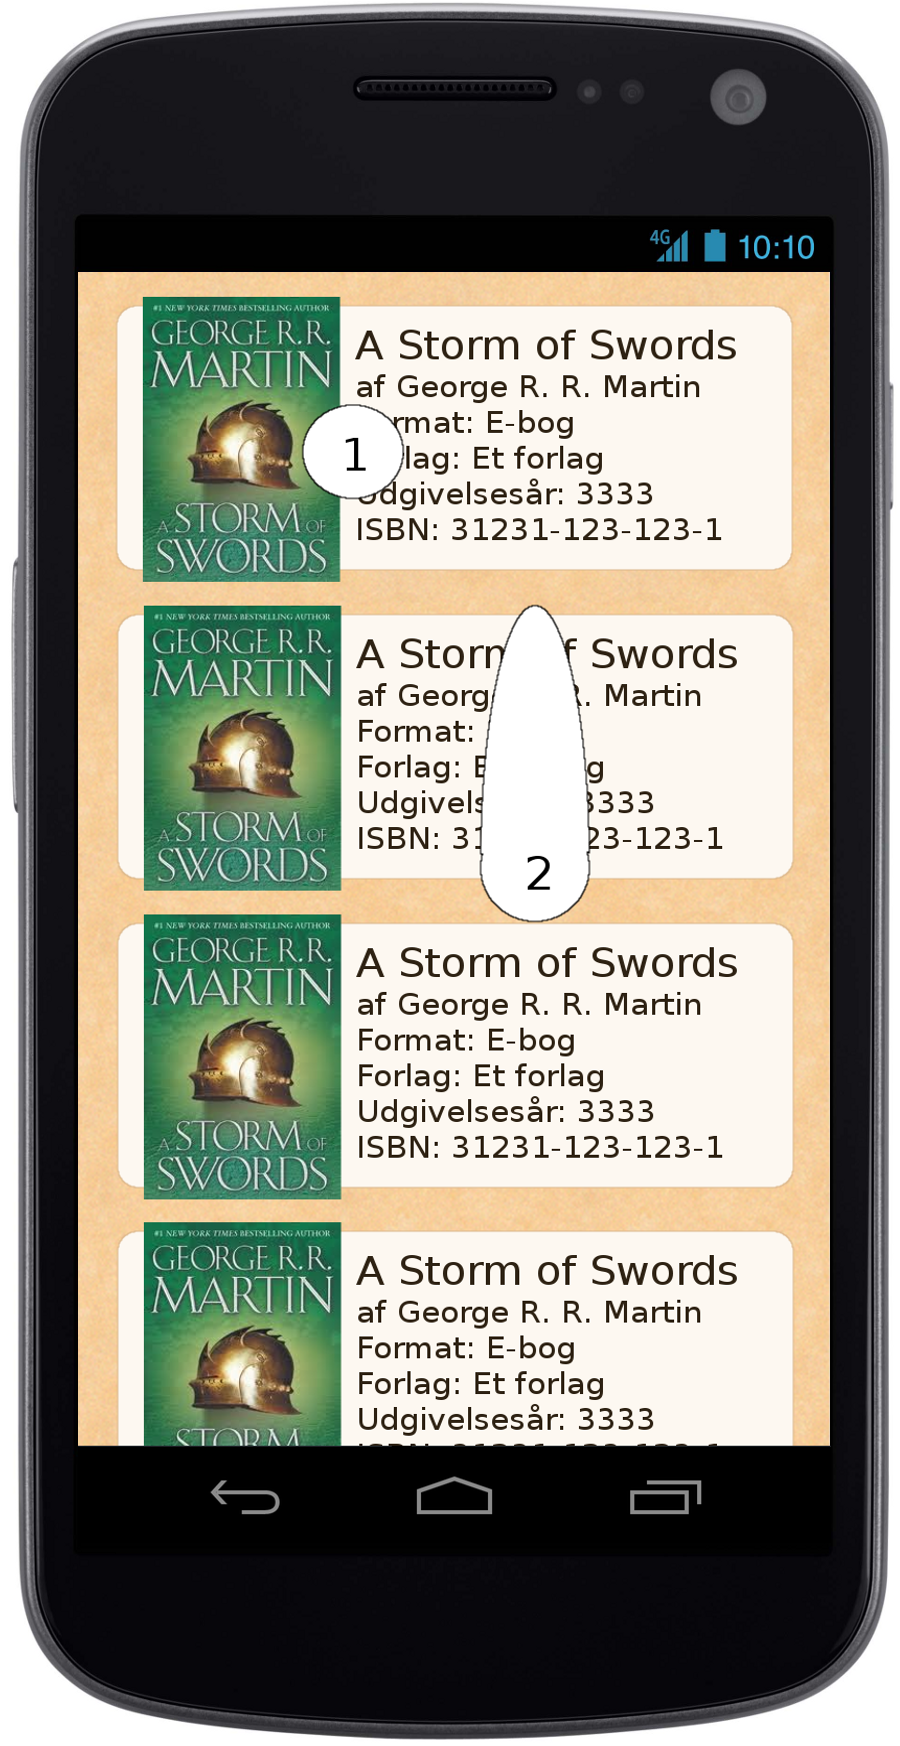 4G 10:10
#1 NEW YORK TIMES BESTSELLING AUTHOR
GEORGE R.R.
MARTIN
A STORM OF
SWORDS
A Storm of Swords
af George R. R. Martin
rmat: E-bog
1
lag: Et forlag
Udgivelsesår: 3333
ISBN: 31231-123-123-1
#1 NEW YORK TIMES BESTSELLING AUTHOR
GEORGE R.R.
MARTIN
A STORM OF
SWORDS
A Storm f Swords
af Georg R. Martin
Format:
Forlag: E g
Udgivels 3333
ISBN: 31 23-123-1
2
#1 NEW YORK TIMES BESTSELLING AUTHOR
GEORGE R.R.
MARTIN
A STORM OF
SWORDS
A Storm of Swords
af George R. R. Martin
Format: E-bog
Forlag: Et forlag
Udgivelsesår: 3333
ISBN: 31231-123-123-1
#1 NEW YORK TIMES BESTSELLING AUTHOR
GEORGE R.R.
MARTIN
STORM
A Storm of Swords
af George R. R. Martin
Format: E-bog
Forlag: Et forlag
Udgivelsesår: 3333